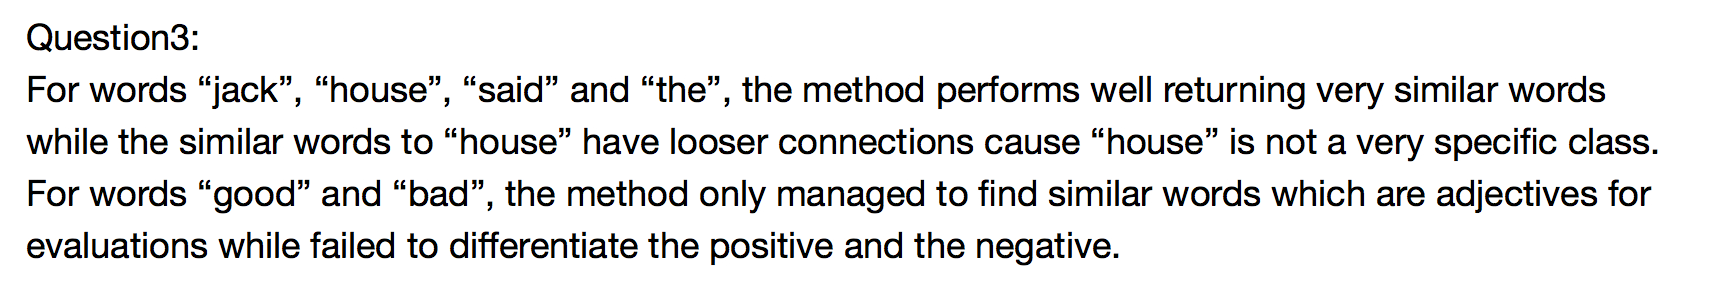 Question3:
For words “jack”, “house”, “said” and “the”, the method performs well returning very similar words
while the similar words to “house” have looser connections cause “house” is not a very specific class.
For words “good” and “bad”, the method only managed to find similar words which are adjectives for
evaluations while failed to differentiate the positive and the negative.